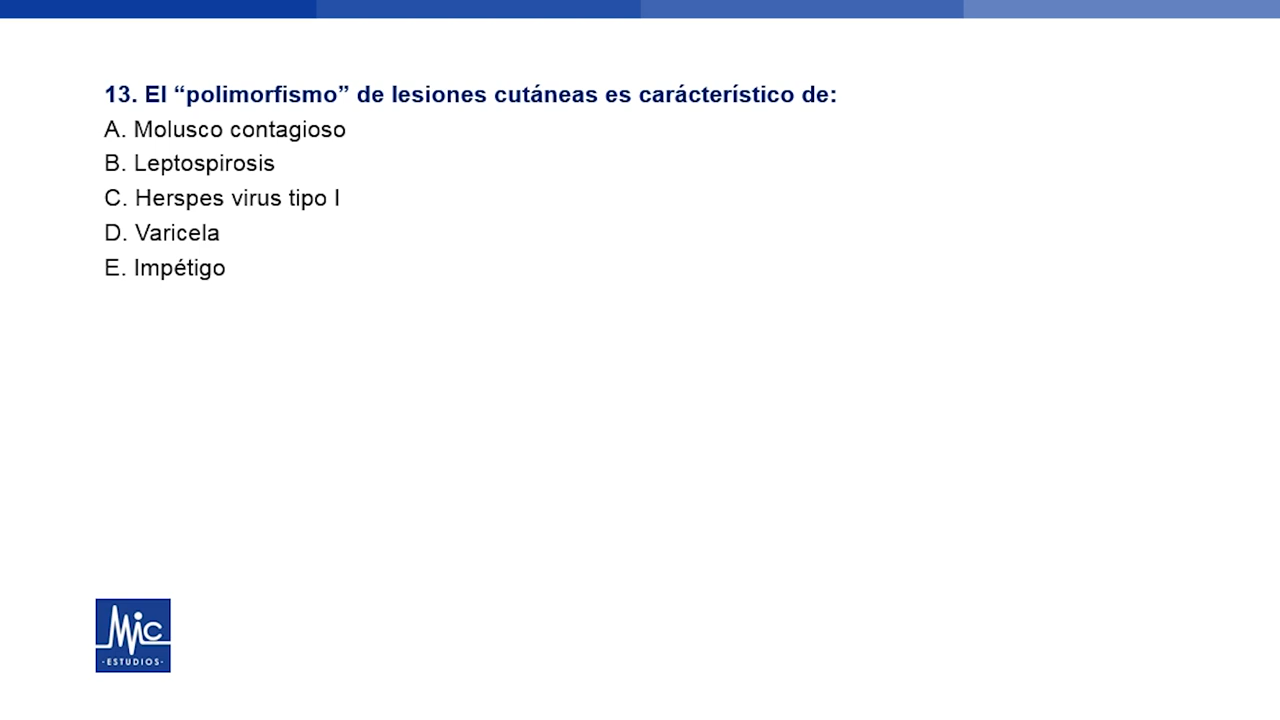 13. El “polimorfismo” de lesiones cutáneas es carácterístico de:
A. Molusco contagioso
B. Leptospirosis
C. Herspes virus tipo I
D. Varicela
E. Impétigo
MiC
·ESTUDIOS·